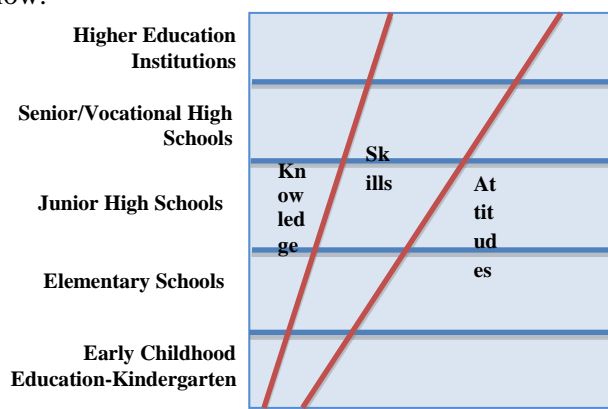 low:
Higher Education
Institutions
Senior/Vocational High
Schools
Sk
ills
Kn
ow
led
ge
Junior High Schools
At
tit
ud
es
Elementary Schools
Early Childhood
Education-Kindergarten